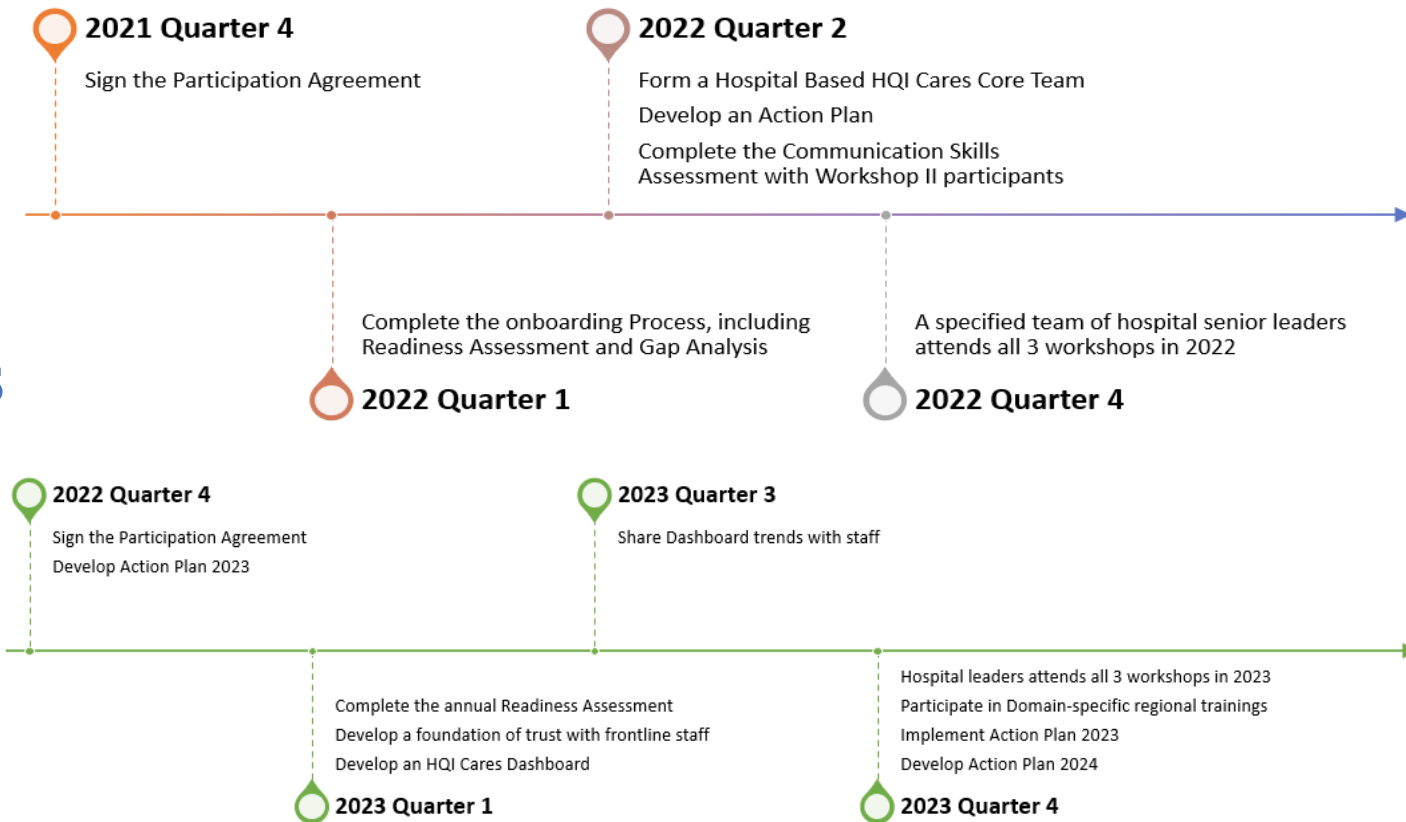 2021 Quarter 4
Sign the Participation Agreement
2022 Quarter 2
Form a Hospital Based HQI Cares Core Team
Develop an Action Plan
Complete the Communication Skills
Assessment with Workshop II participants
Complete the onboarding Process, including
Readiness Assessment and Gap Analysis
2022 Quarter 1
A specified team of hospital senior leaders
attends all 3 workshops in 2022
2022 Quarter 4
2022 Quarter 4
Sign the Participation Agreement
Develop Action Plan 2023
2023 Quarter 3
Share Dashboard trends with staff
Complete the annual Readiness Assessment
Develop a foundation of trust with frontline staff
Develop an HQI Cares Dashboard
2023 Quarter 1
Hospital leaders attends all 3 workshops in 2023
Participate in Domain-specific regional trainings
Implement Action Plan 2023
Develop Action Plan 2024
2023 Quarter 4